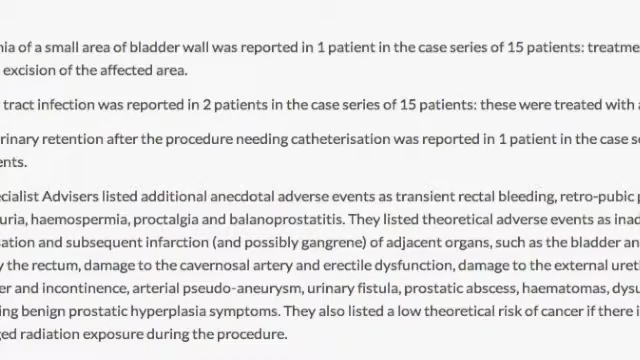 nia of a small area of bladder wall was reported in 1 patient in the case series of 15 patients: treatme
excision of the affected area.
tract infection was reported in 2 patients in the case series of 15 patients: these were treated with a
rinary retention after the procedure needing catheterisation was reported in 1 patient in the case se
ents.
ecialist Advisers listed additional anecdotal adverse events as transient rectal bleeding, retro-pubic p
uria, haemospermia, proctalgia and balanoprostatitis. They listed theoretical adverse events as inad
sation and subsequent infarction (and possibly gangrene) of adjacent organs, such as the bladder an
y the rectum, damage to the cavernosal artery and erectile dysfunction, damage to the external uret
er and incontinence, arterial pseudo-aneurysm, urinary fistula, prostatic abscess, haematomas, dysu
ing benign prostatic hyperplasia symptoms. They also listed a low theoretical risk of cancer if there i
ged radiation exposure during the procedure.